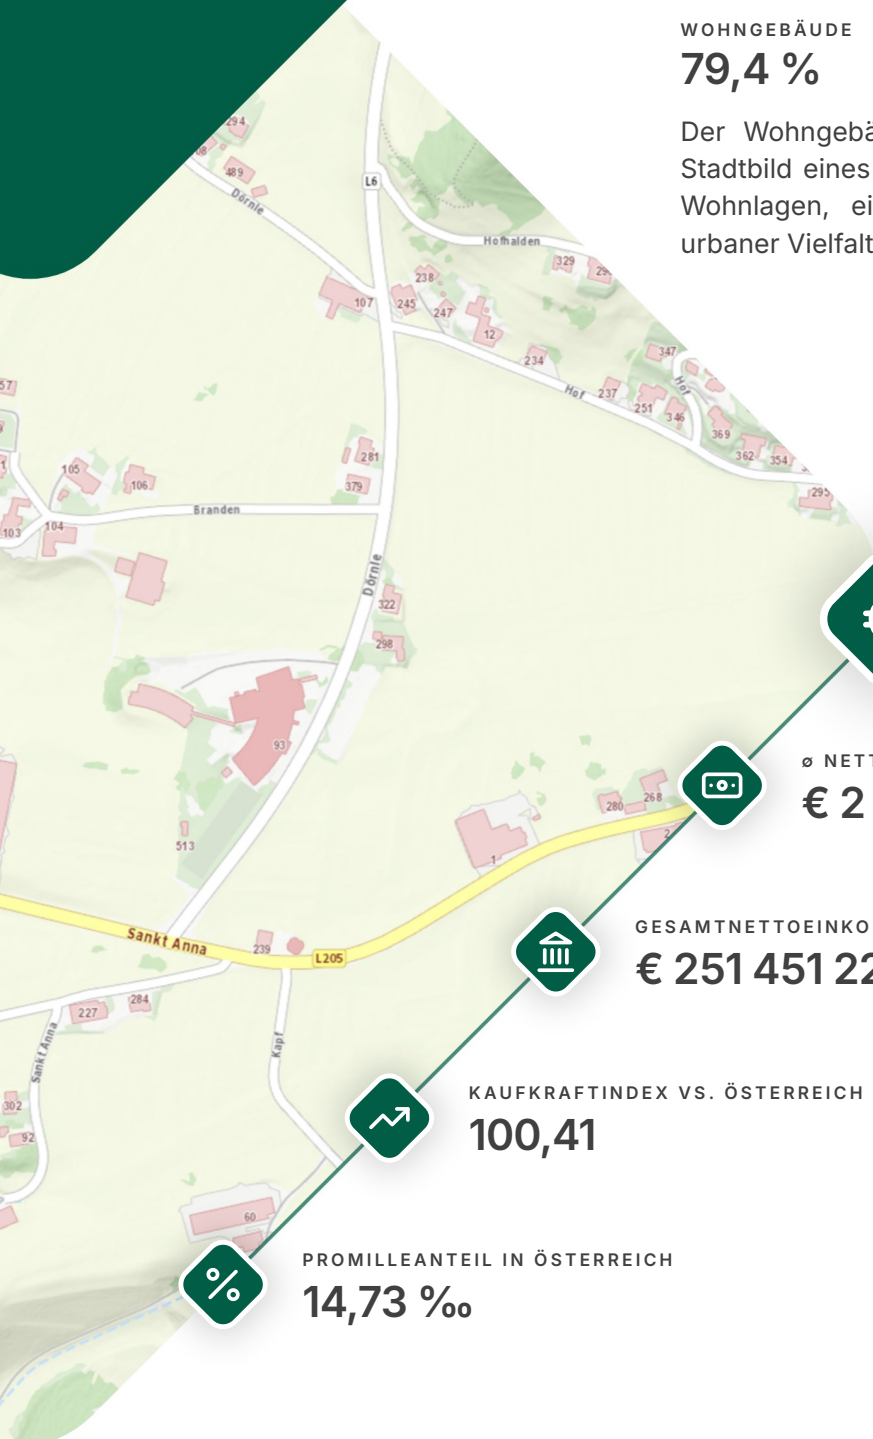 WOHNGEBÄUDE
79,4 %
Der Wohngebä
Stadtbild eines
Wohnlagen, ei
urbaner Vielfalt
294
489
Dörnle
L6
Hofhalden
329
238
107
245
247
12
234
347
Hof
Hof
237
251
346
369
362
354
295
57
281
379
105
106
103
104
Branden
Dörnle
322
298
93
513
280
268
1
2
Sankt Anna
239
L205
227
284
Sankt Anna
Kapf
302
92
60
ø NETT
€ 2
GESAMTNETTOEINKO
€ 251 451 22
KAUFKRAFTINDEX VS. ÖSTERREICH
100,41
PROMILLEANTEIL IN ÖSTERREICH
14,73 ‰